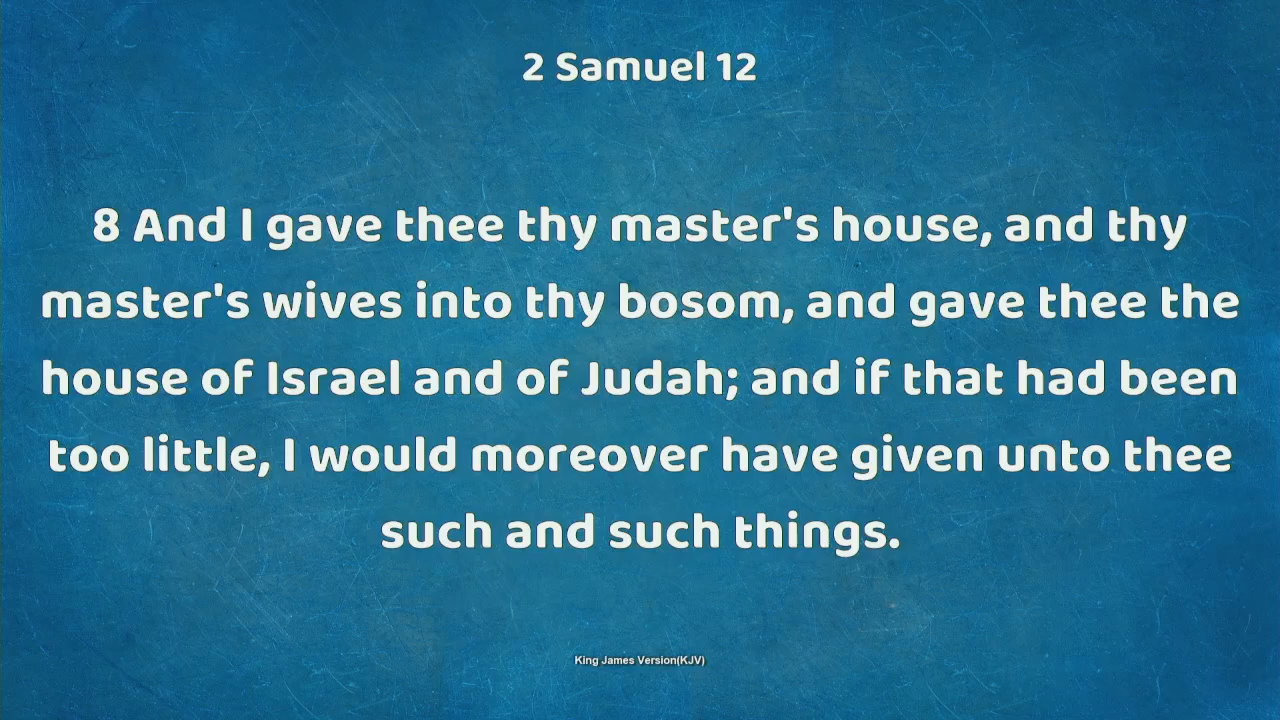 2 Samuel 12
8 And I gave thee thy master's house, and thy
master's wives into thy bosom, and gave thee the
house of Israel and of Judah; and if that had been
too little, I would moreover have given unto thee
such and such things.
King James Version(KJV)